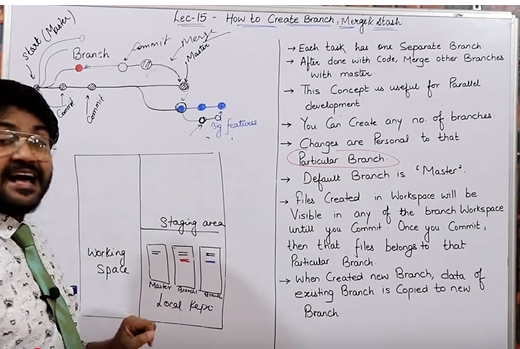 Lec-15 - How to Create Branch, Merge & Stash
Start (Master)
Branch
Commit
Merge
Master
Commit
Commit
Big features
Staging area
Working
Space
Master
Branch
Branch
Local Repo
→ Each task has one Separate Branch
→ After done with Code, Merge other Branches
with master
→ This Concept is useful for Parallel
development
→ You Can Create any no. of branches
→ Changes are Personal to that
Particular Branch
→ Default Branch is 'Master'.
→ Files Created in Workspace will be
Visible in any of the branch Workspace
untill you Commit. Once you Commit,
then that files belongs to that
Particular Branch.
→ When Created new Branch, data of
existing Branch is Copied to new
Branch